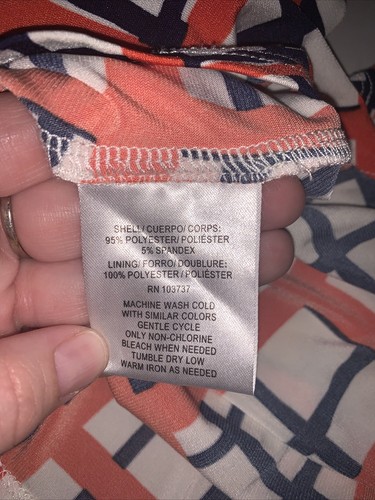 SHELL/ CUERPO/ CORPS:
95% POLYESTER/ POLIÉSTER
5% SPANDEX
LINING/ FORRO/ DOUBLURE:
100% POLYESTER / POLIÉSTER
RN 103737
MACHINE WASH COLD
WITH SIMILAR COLORS
GENTLE CYCLE
ONLY NON-CHLORINE
BLEACH WHEN NEEDED
TUMBLE DRY LOW
WARM IRON AS NEEDED